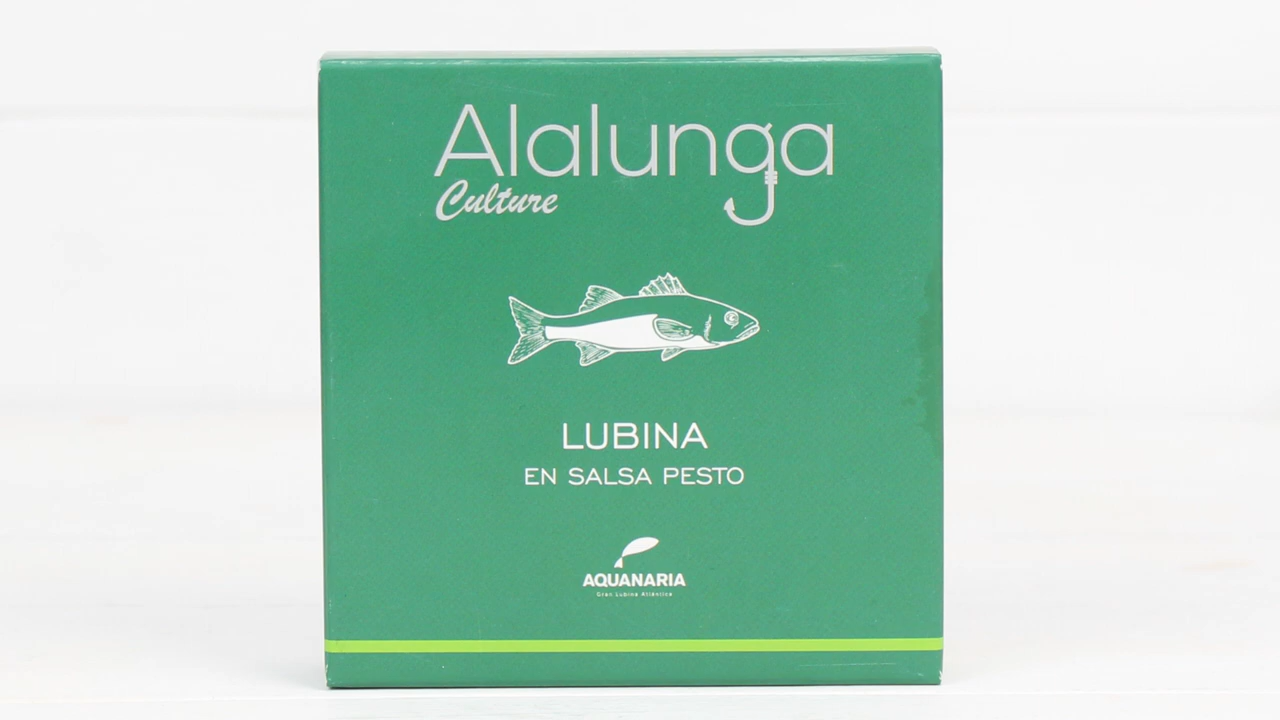 Alalunga
Culture
LUBINA
EN SALSA PESTO
AQUANARIA
Gran Lubina Atlántica